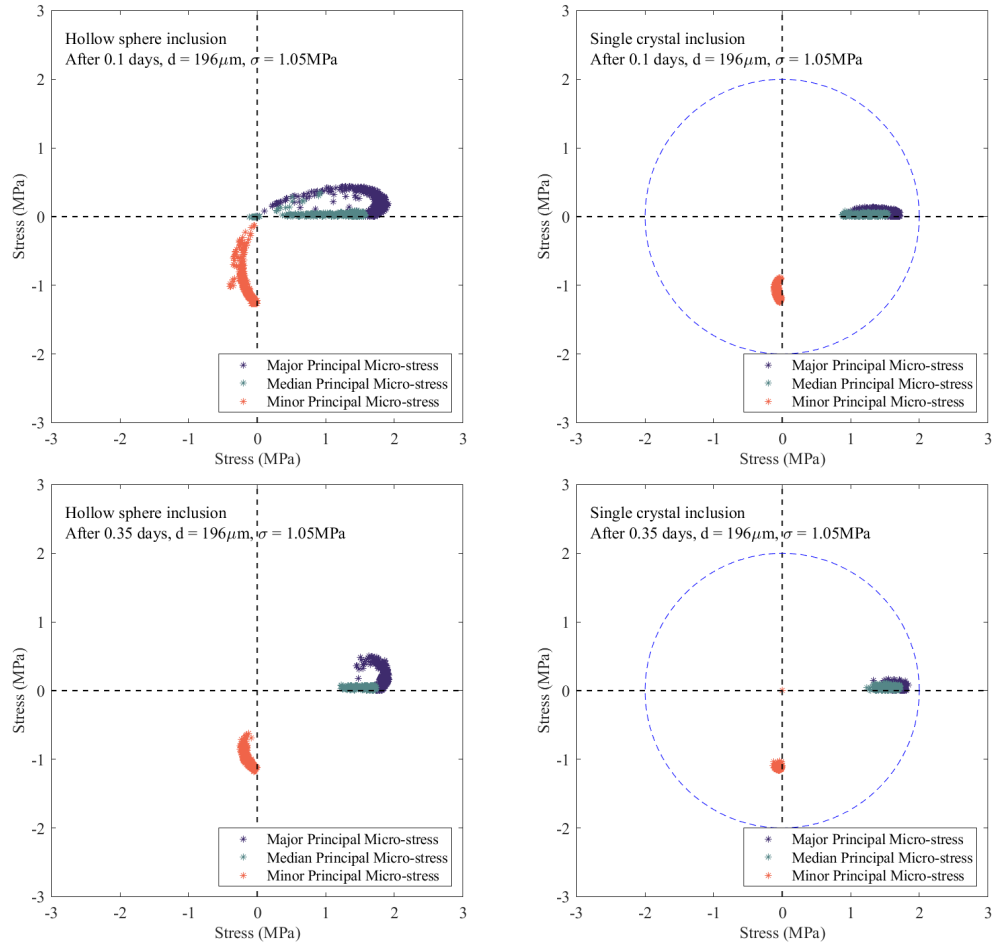 3
2
1
0
-1
-2
-3
Stress (MPa)
Hollow sphere inclusion
After 0.1 days, d = 196μm, σ = 1.05MPa
Major Principal Micro-stress
Median Principal Micro-stress
Minor Principal Micro-stress
-3 -2 -1 0 1 2 3
Stress (MPa)
3
2
1
0
-1
-2
-3
Stress (MPa)
Single crystal inclusion
After 0.1 days, d = 196μm, σ = 1.05MPa
Major Principal Micro-stress
Median Principal Micro-stress
Minor Principal Micro-stress
-3 -2 -1 0 1 2 3
Stress (MPa)
3
2
1
0
-1
-2
-3
Stress (MPa)
Hollow sphere inclusion
After 0.35 days, d = 196μm, σ = 1.05MPa
Major Principal Micro-stress
Median Principal Micro-stress
Minor Principal Micro-stress
-3 -2 -1 0 1 2 3
Stress (MPa)
3
2
1
0
-1
-2
-3
Stress (MPa)
Single crystal inclusion
After 0.35 days, d = 196μm, σ = 1.05MPa
Major Principal Micro-stress
Median Principal Micro-stress
Minor Principal Micro-stress
-3 -2 -1 0 1 2 3
Stress (MPa)